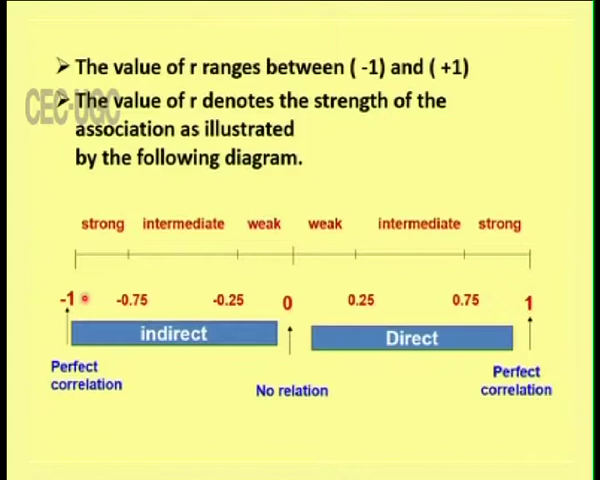 The value of r ranges between ( -1) and ( +1)
CEC-UGC
The value of r denotes the strength of the
association as illustrated
by the following diagram.
strong intermediate weak weak intermediate strong
-1 -0.75 -0.25 0 0.25 0.75 1
indirect Direct
Perfect
correlation
No relation
Perfect
correlation